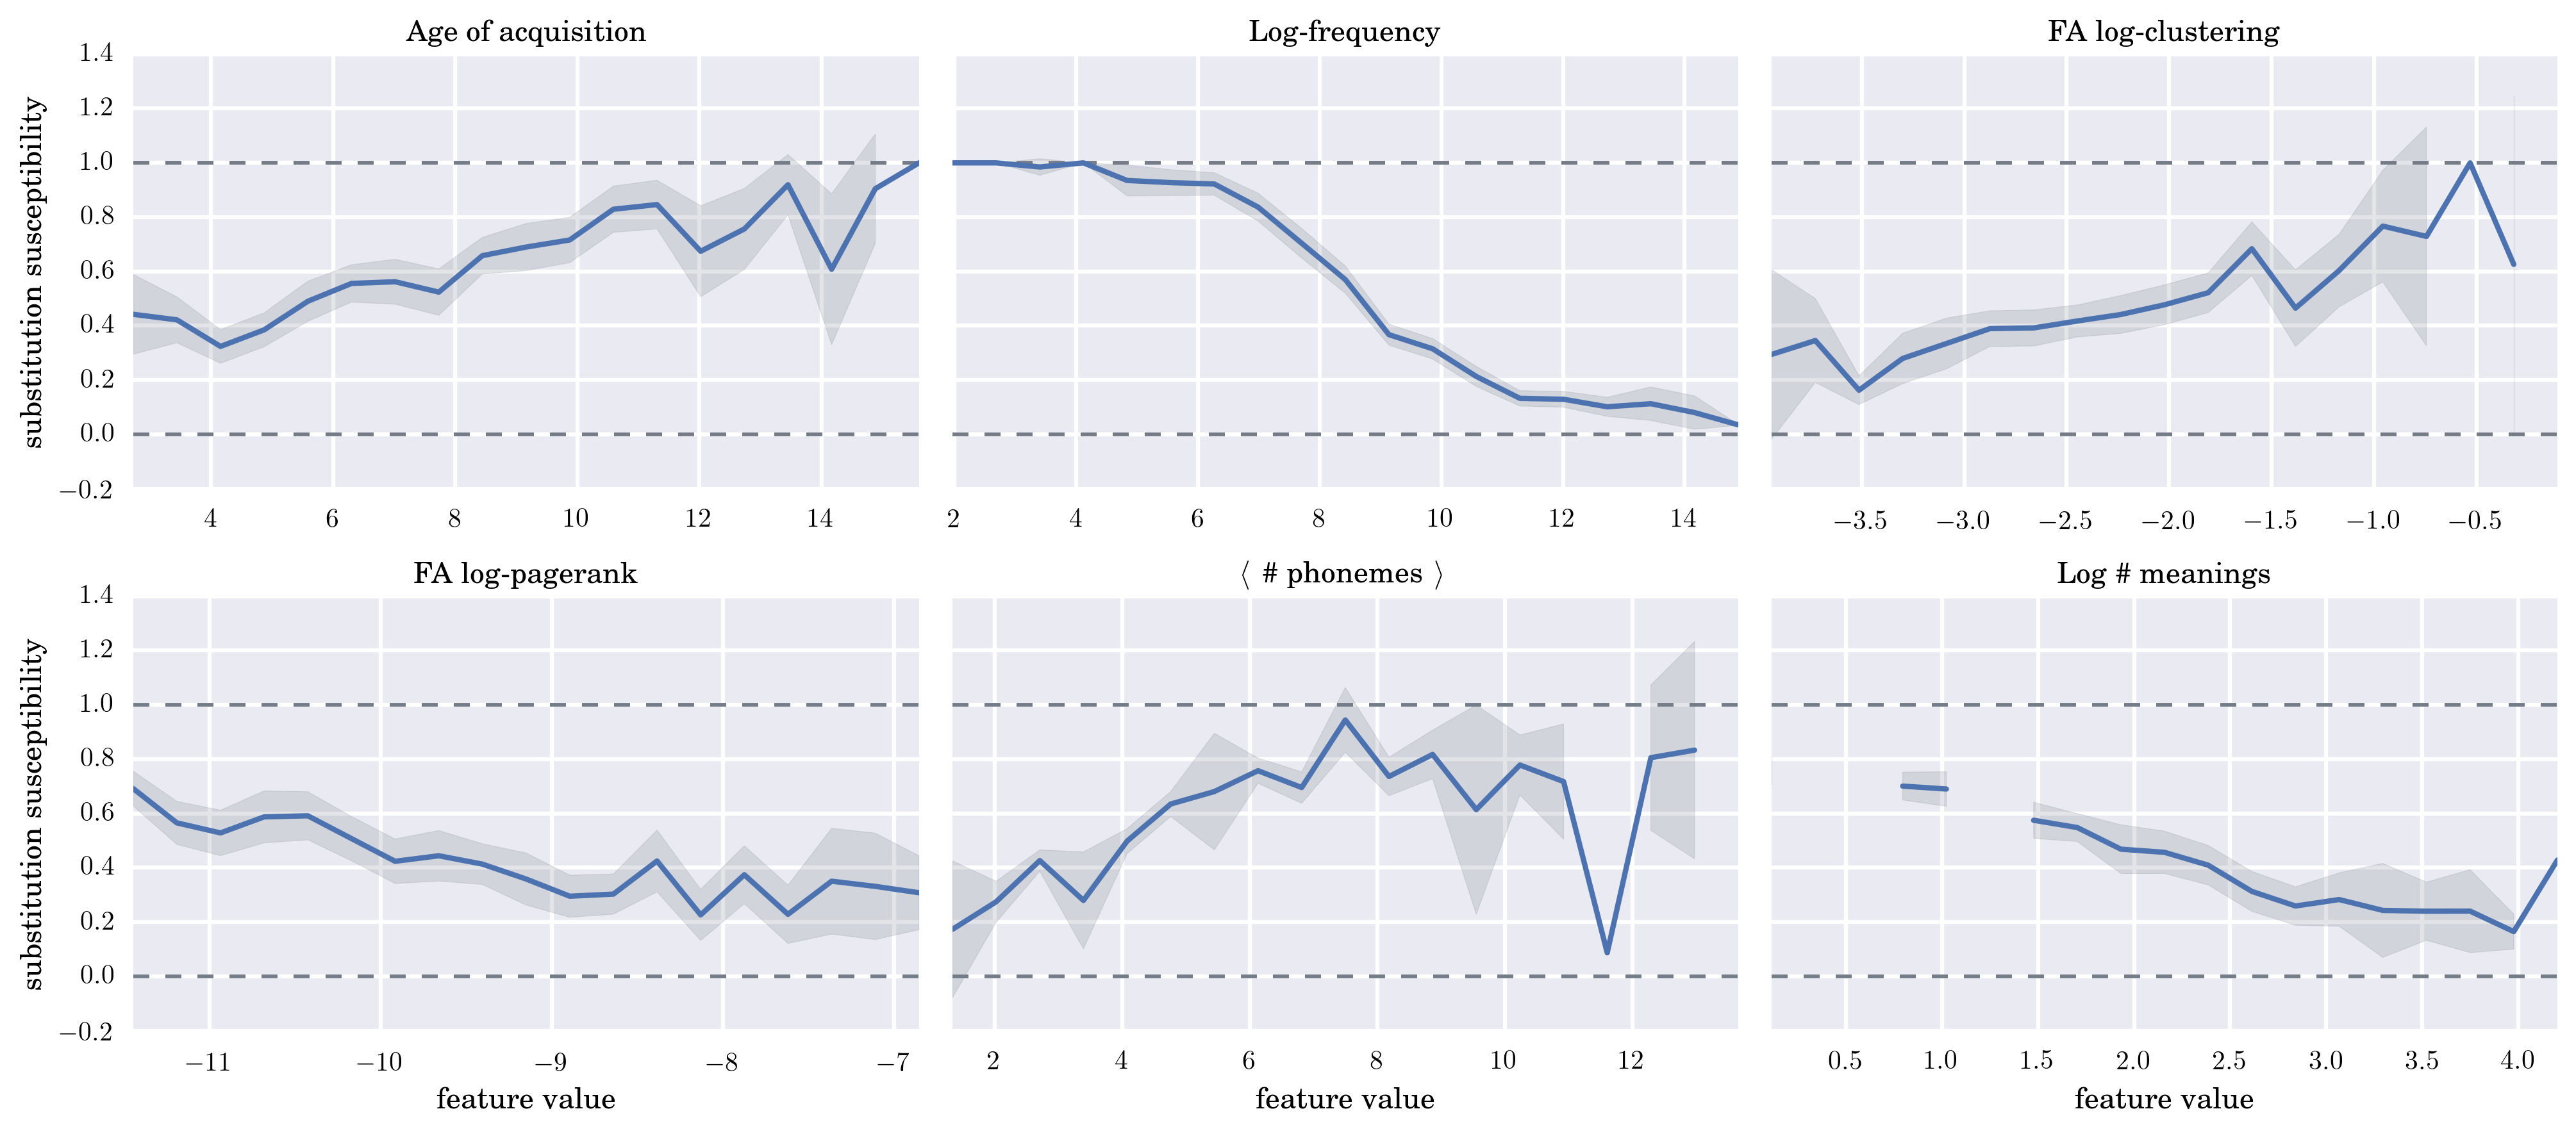 Age of acquisition Log-frequency FA log-clustering
substitution susceptibility
1.4
1.2
1.0
0.8
0.6
0.4
0.2
0.0
−0.2
4 6 8 10 12 14
2 4 6 8 10 12 14
−3.5 −3.0 −2.5 −2.0 −1.5 −1.0 −0.5
FA log-pagerank ⟨ # phonemes ⟩ Log # meanings
substitution susceptibility
1.4
1.2
1.0
0.8
0.6
0.4
0.2
0.0
−0.2
−11 −10 −9 −8 −7
2 4 6 8 10 12
0.5 1.0 1.5 2.0 2.5 3.0 3.5 4.0
feature value feature value feature value